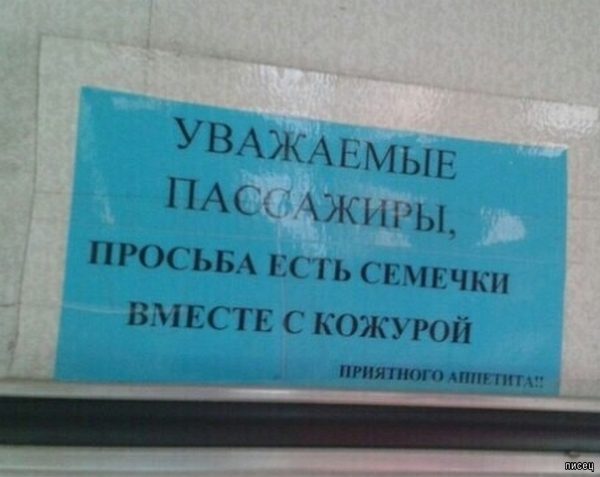 УВАЖАЕМЫЕ
ПАССАЖИРЫ,
ПРОСЬБА ЕСТЬ СЕМЕЧКИ
ВМЕСТЕ С КОЖУРОЙ
ПРИЯТНОГО АППЕТИТА!!
писец